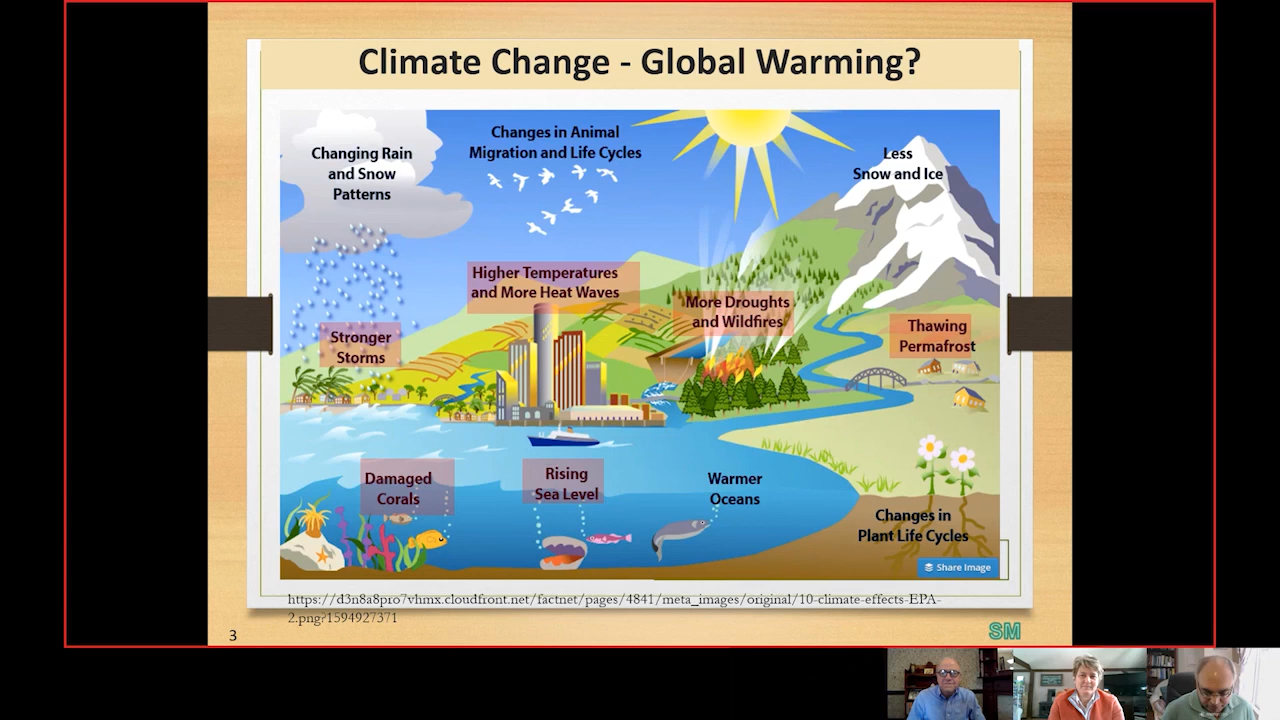 Climate Change - Global Warming?
Changing Rain
and Snow
Patterns
Changes in Animal
Migration and Life Cycles
Less
Snow and Ice
Higher Temperatures
and More Heat Waves
More Droughts
and Wildfires
Stronger
Storms
Thawing
Permafrost
Damaged
Corals
Rising
Sea Level
Warmer
Oceans
Changes in
Plant Life Cycles
Share Image
https://d3n8a8pro7vhmx.cloudfront.net/factnet/pages/4841/meta_images/original/10-climate-effects-EPA-
2.png?1594927371
3
SM